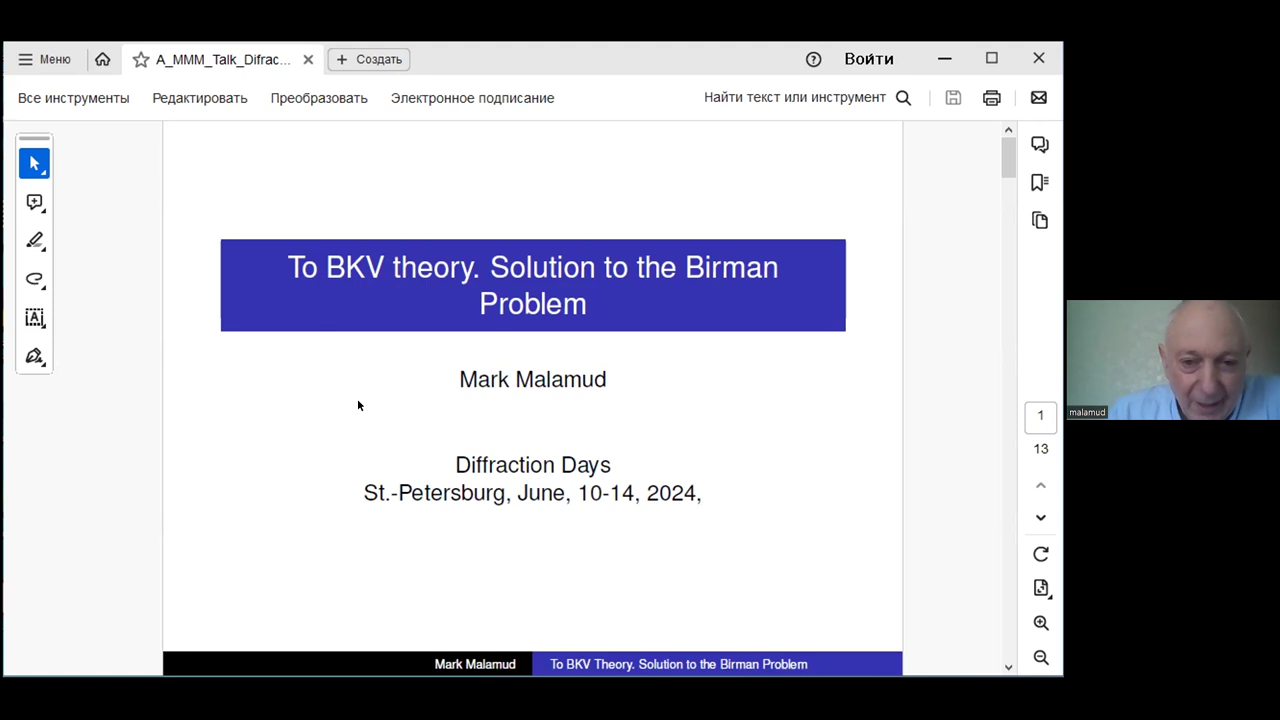 Меню
A_MMM_Talk_Difrac...
Создать
Войти
Все инструменты
Редактировать
Преобразовать
Электронное подписание
Найти текст или инструмент
To BKV theory. Solution to the Birman
Problem
Mark Malamud
Diffraction Days
St.-Petersburg, June, 10-14, 2024,
Mark Malamud
To BKV Theory. Solution to the Birman Problem
1
13
malamud